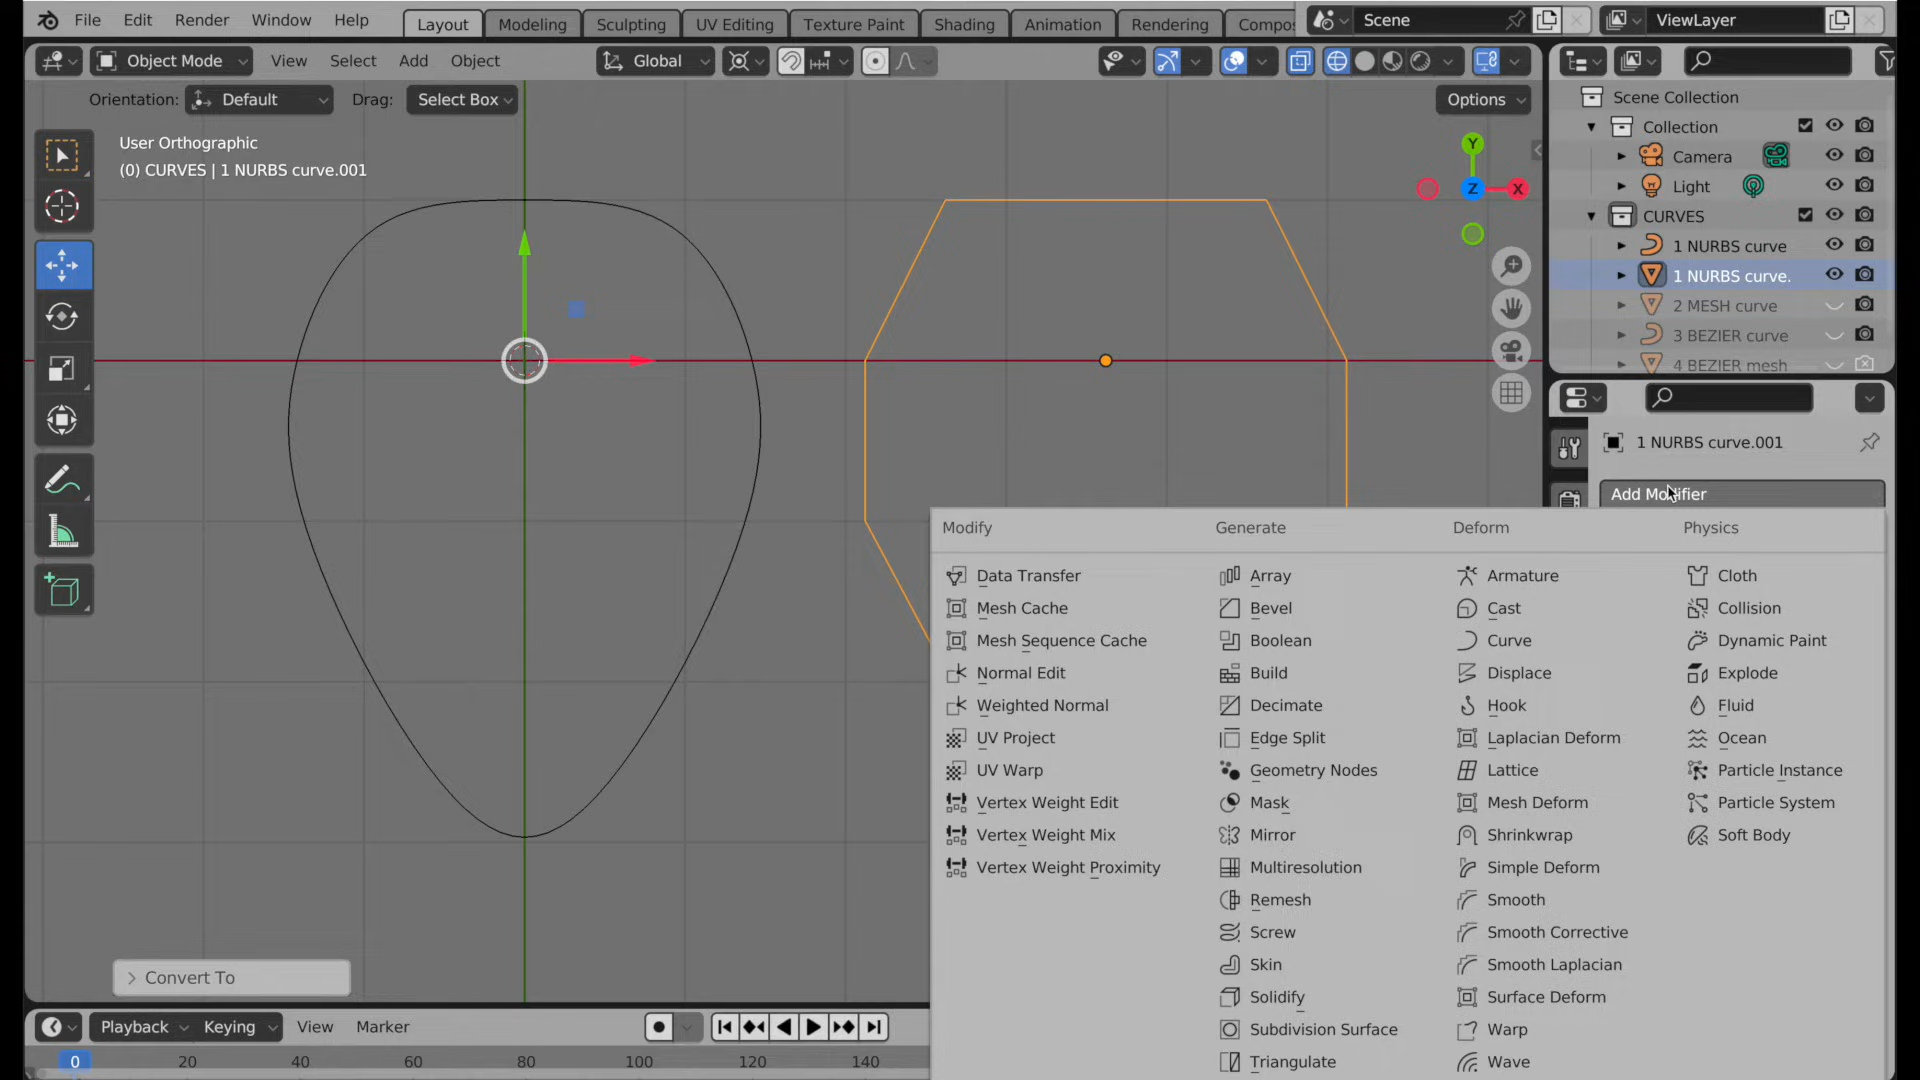 File Edit Render Window Help Layout Modeling Sculpting UV Editing Texture Paint Shading Animation Rendering Compo Scene ViewLayer
Object Mode View Select Add Object Global
Orientation: Default Drag: Select Box Options
User Orthographic
(0) CURVES | 1 NURBS curve.001
Y
Z X
Scene Collection
Collection
Camera
Light
CURVES
1 NURBS curve
1 NURBS curve.
2 MESH curve
3 BEZIER curve
4 BEZIER mesh
1 NURBS curve.001
Add Modifier
Modify Generate Deform Physics
Data Transfer Array Armature Cloth
Mesh Cache Bevel Cast Collision
Mesh Sequence Cache Boolean Curve Dynamic Paint
Normal Edit Build Displace Explode
Weighted Normal Decimate Hook Fluid
UV Project Edge Split Laplacian Deform Ocean
UV Warp Geometry Nodes Lattice Particle Instance
Vertex Weight Edit Mask Mesh Deform Particle System
Vertex Weight Mix Mirror Shrinkwrap Soft Body
Vertex Weight Proximity Multiresolution Simple Deform
Remesh Smooth
Screw Smooth Corrective
Skin Smooth Laplacian
Solidify Surface Deform
Subdivision Surface Warp
Triangulate Wave
Convert To
Playback Keying View Marker
0 20 40 60 80 100 120 140